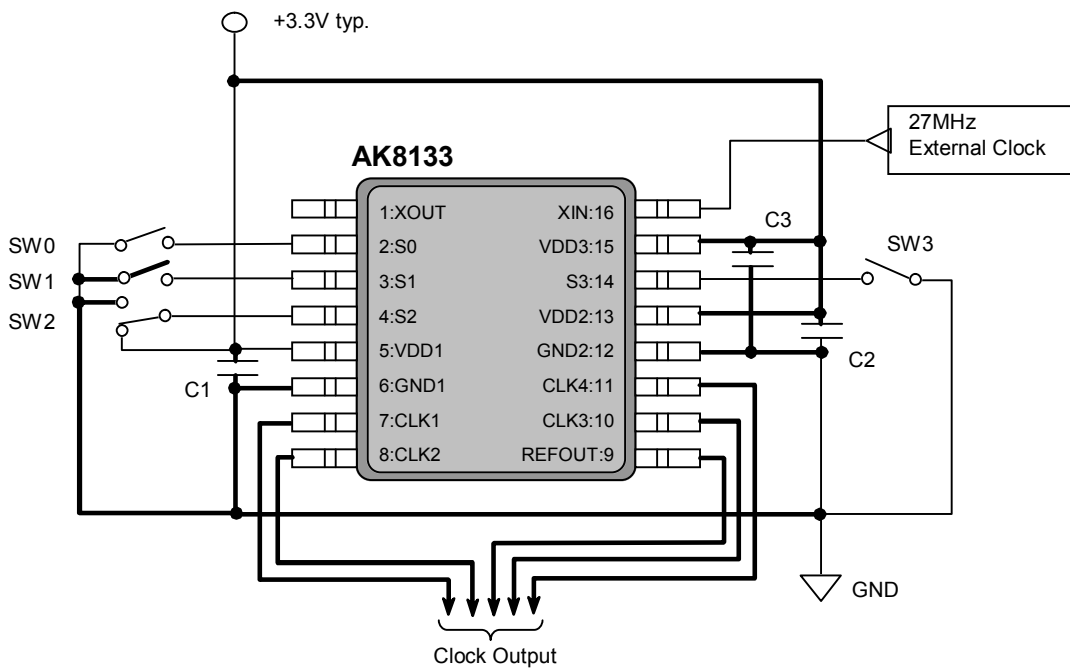 +3.3V typ.
27MHz
External Clock
AK8133
1:XOUT
XIN:16
C3
SW0
2:S0
VDD3:15
SW3
SW1
3:S1
S3:14
SW2
4:S2
VDD2:13
5:VDD1
GND2:12
C1
C2
6:GND1
CLK4:11
7:CLK1
CLK3:10
8:CLK2
REFOUT:9
GND
Clock Output